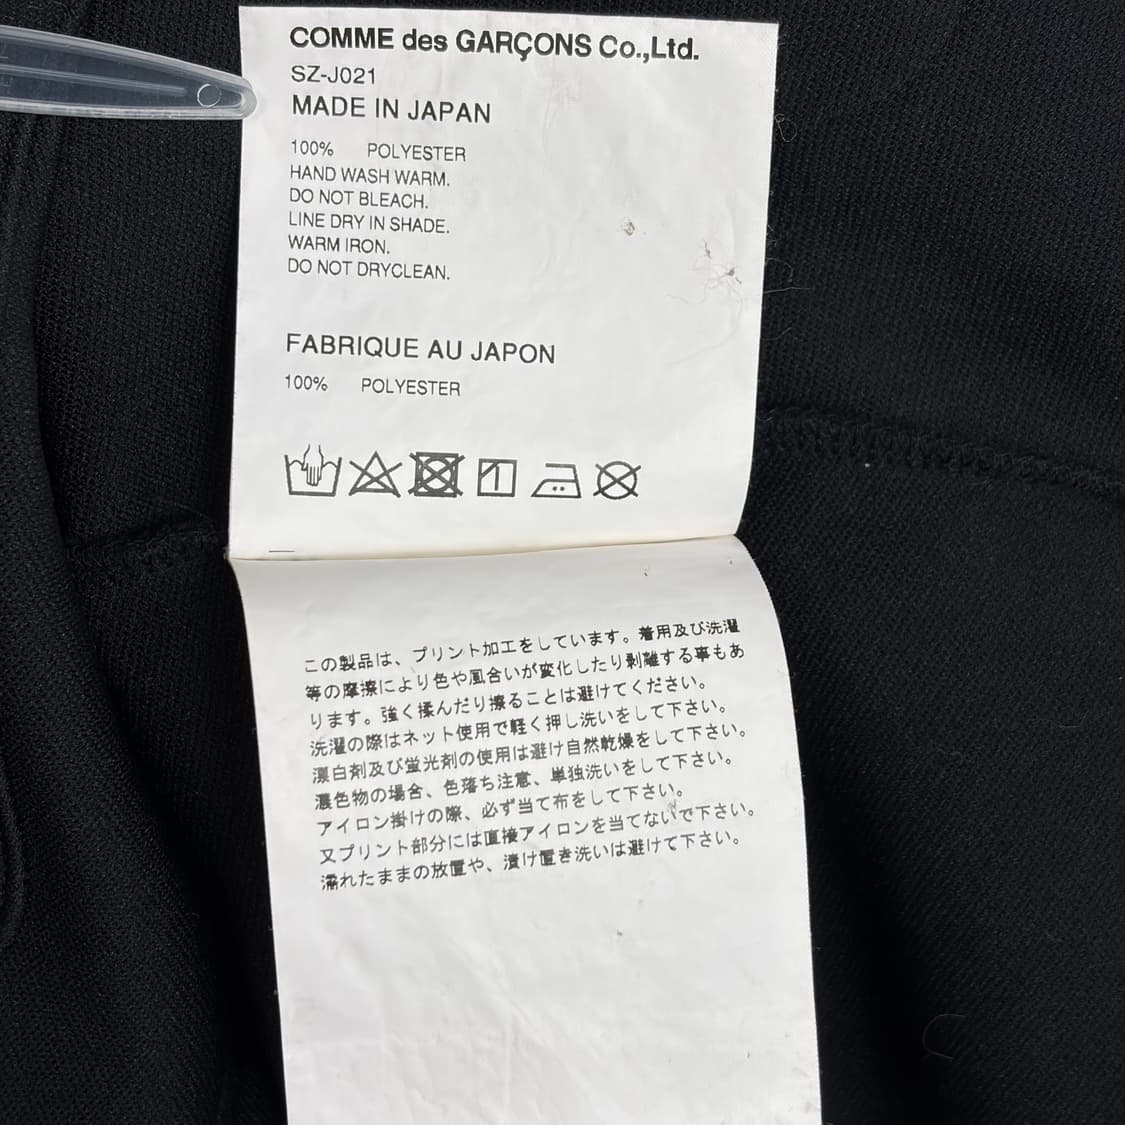 COMME des GARÇONS Co.,Ltd.
SZ-J021
MADE IN JAPAN
100% POLYESTER
HAND WASH WARM.
DO NOT BLEACH.
LINE DRY IN SHADE.
WARM IRON.
DO NOT DRYCLEAN.
FABRIQUE AU JAPON
100% POLYESTER
この製品は、プリント加工をしています。着用及び洗濯
等の摩擦により色や風合いが変化したり剥離する事もあ
ります。強く揉んだり擦ることは避けてください。
洗濯の際はネット使用で軽く押し洗いをして下さい。
漂白剤及び蛍光剤の使用は避け自然乾燥をして下さい。
濃色物の場合、色落ち注意、単独洗いをして下さい。
アイロン掛けの際、必ず当て布をして下さい。
又プリント部分には直接アイロンを当てないで下さい。
濡れたままの放置や、漬け置き洗いは避けて下さい。